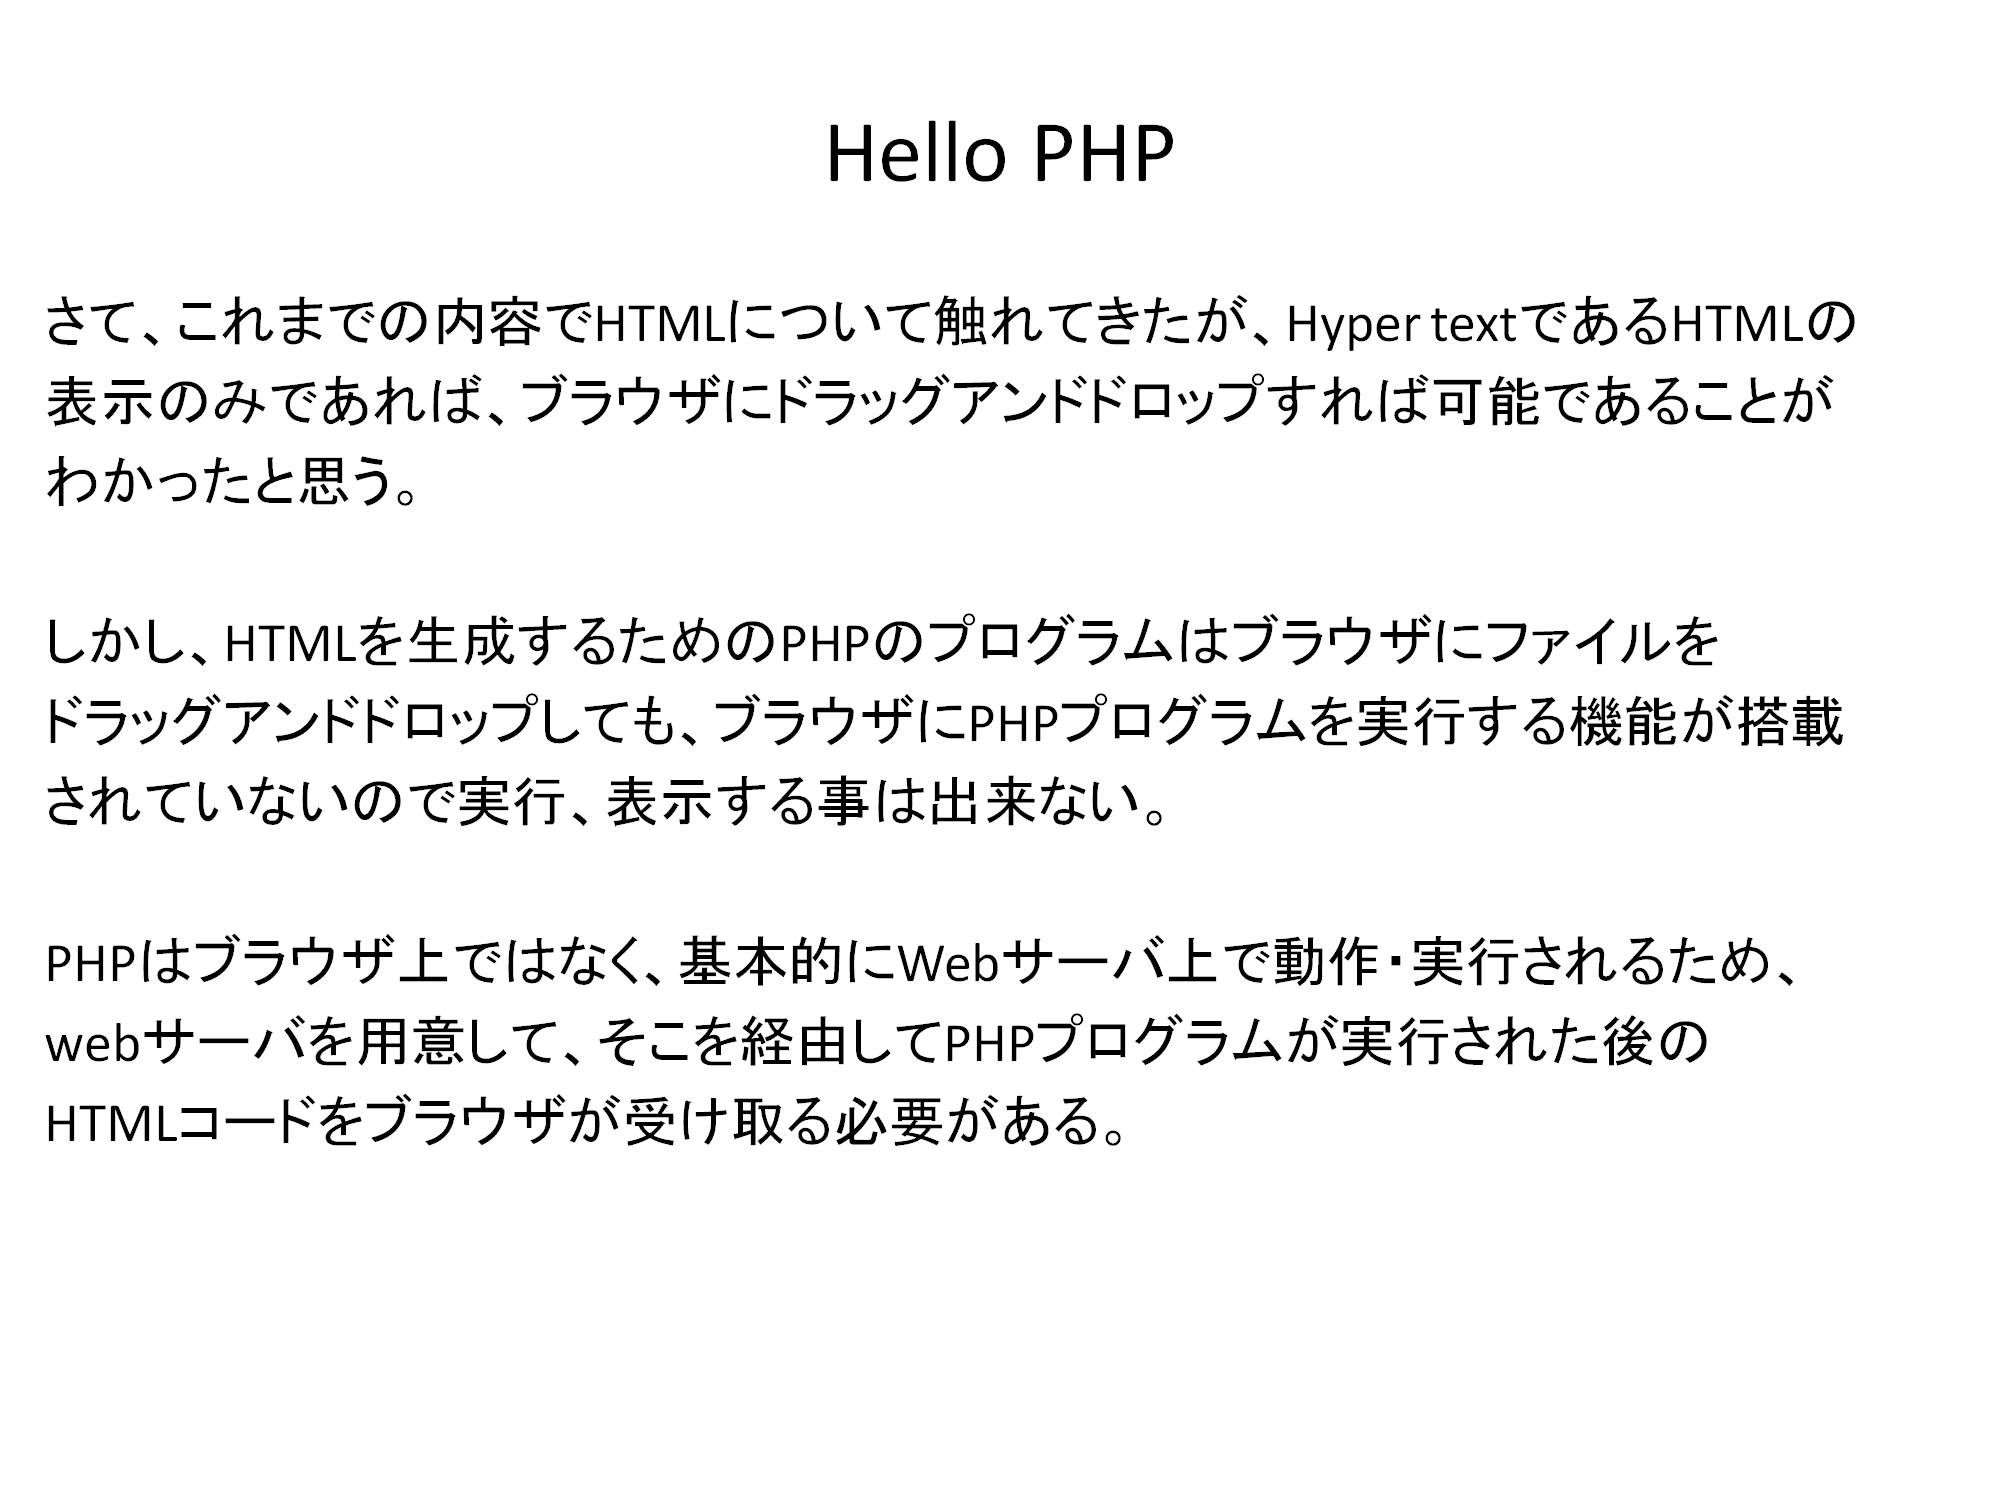 Hello PHP
さて、これまでの内容でHTMLについて触れてきたが、Hyper textであるHTMLの
表示のみであれば、ブラウザにドラッグアンドドロップすれば可能であることが
わかったと思う。
しかし、HTMLを生成するためのPHPのプログラムはブラウザにファイルを
ドラッグアンドドロップしても、ブラウザにPHPプログラムを実行する機能が搭載
されていないので実行、表示する事は出来ない。
PHPはブラウザ上ではなく、基本的にWebサーバ上で動作・実行されるため、
webサーバを用意して、そこを経由してPHPプログラムが実行された後の
HTMLコードをブラウザが受け取る必要がある。